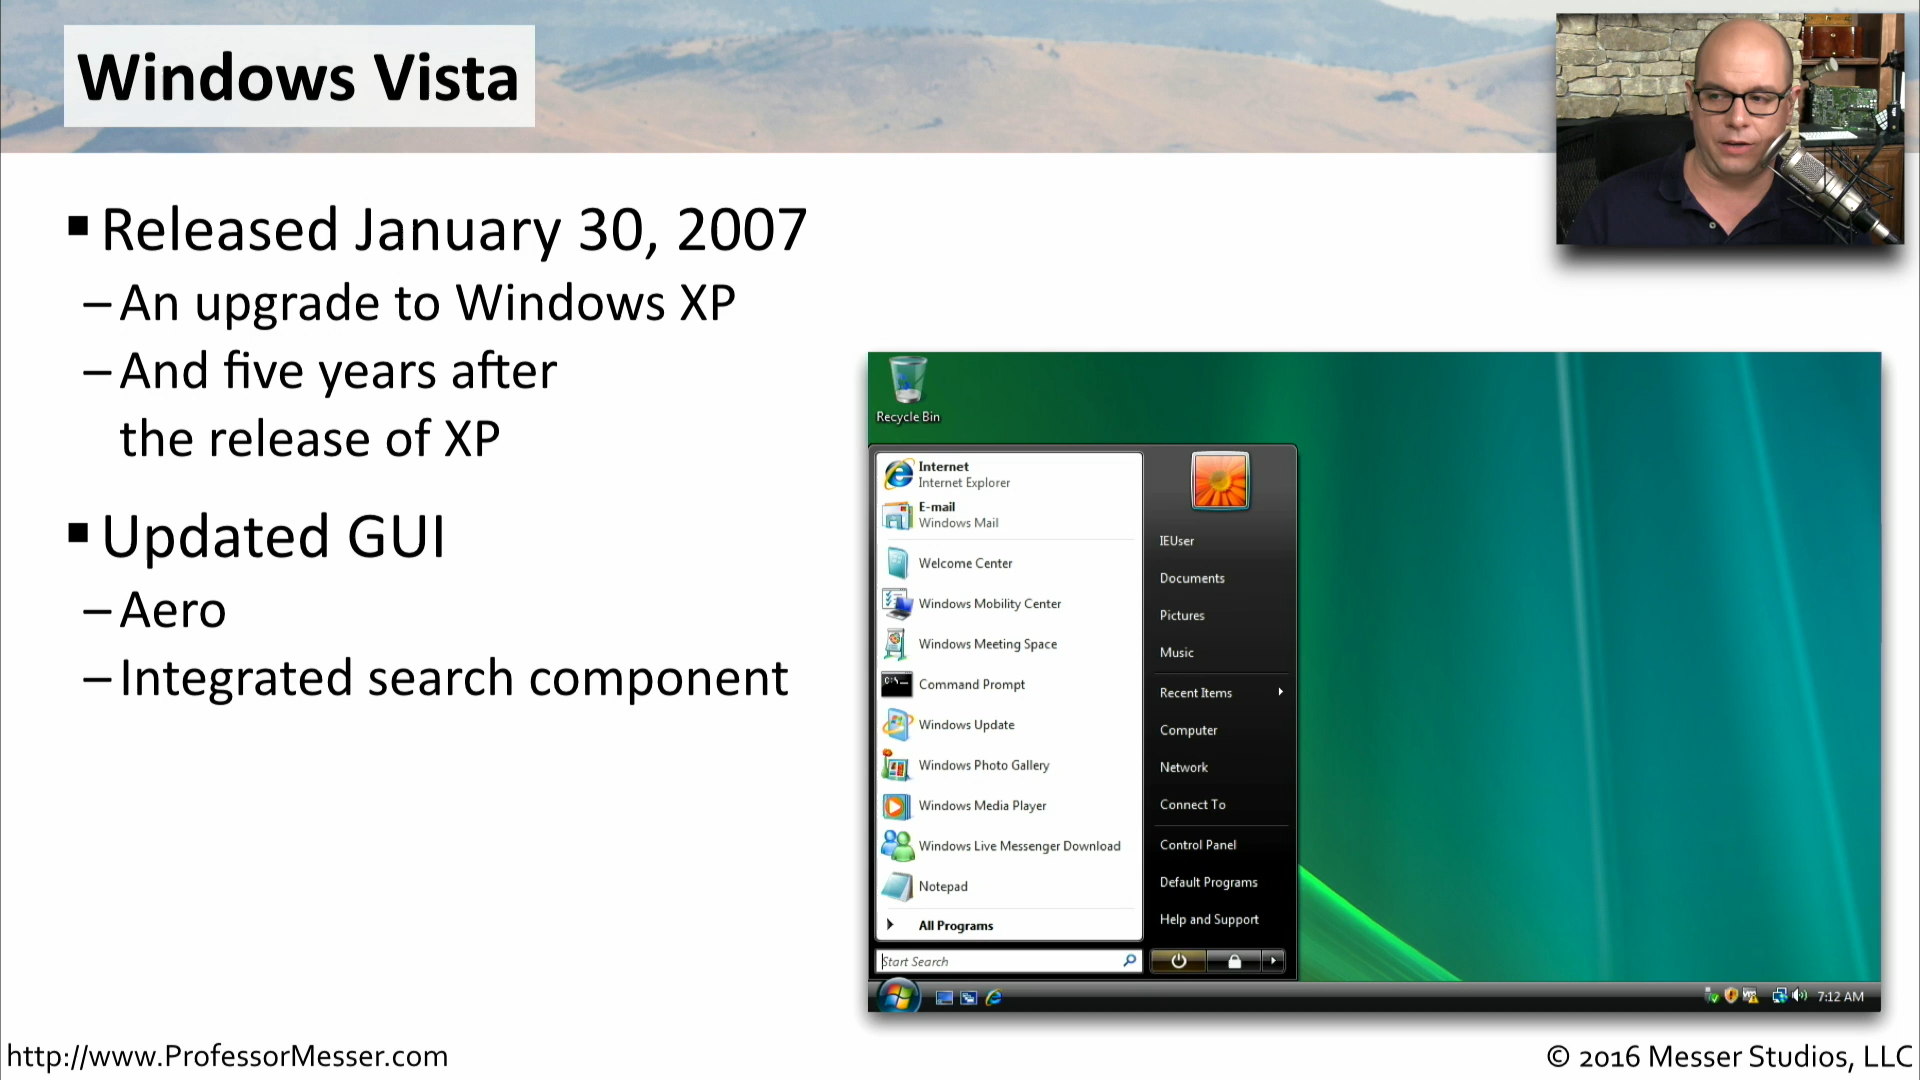 Windows Vista
▪ Released January 30, 2007
– An upgrade to Windows XP
– And five years after
the release of XP
▪ Updated GUI
– Aero
– Integrated search component
Recycle Bin
Internet
Internet Explorer
E-mail
Windows Mail
Welcome Center
Windows Mobility Center
Windows Meeting Space
Command Prompt
Windows Update
Windows Photo Gallery
Windows Media Player
Windows Live Messenger Download
Notepad
All Programs
Start Search
IEUser
Documents
Pictures
Music
Recent Items
Computer
Network
Connect To
Control Panel
Default Programs
Help and Support
7:12 AM
http://www.ProfessorMesser.com
© 2016 Messer Studios, LLC